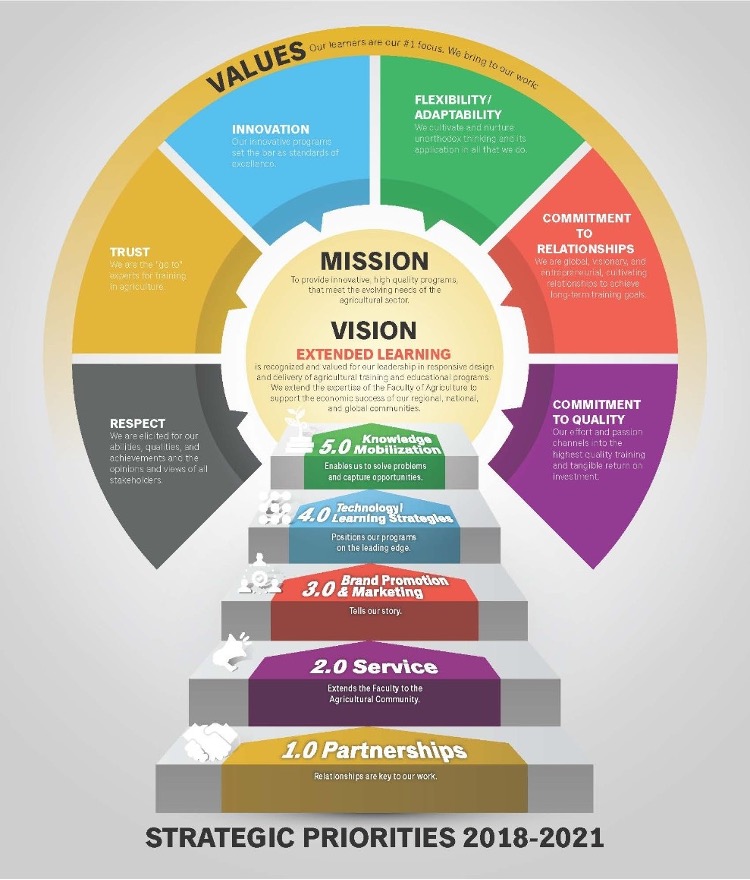 VALUES Our learners are our #1 focus. We bring to our work:
INNOVATION
Our innovative programs
set the bar as standards of
excellence.
FLEXIBILITY/
ADAPTABILITY
We cultivate and nurture
unorthodox thinking and its
application in all that we do.
TRUST
We are the "go to"
experts for training
in agriculture.
COMMITMENT
TO
RELATIONSHIPS
We are global, visionary, and
entrepreneurial, cultivating
relationships to achieve
long-term training goals.
RESPECT
We are elicited for our
abilities, qualities, and
achievements and the
opinions and views of all
stakeholders.
COMMITMENT
TO QUALITY
Our effort and passion
channels into the
highest quality training
and tangible return on
investment.
MISSION
To provide innovative, high quality programs,
that meet the evolving needs of the
agricultural sector.
VISION
EXTENDED LEARNING
is recognized and valued for our leadership in responsive design
and delivery of agricultural training and educational programs.
We extend the expertise of the Faculty of Agriculture to
support the economic success of our regional, national,
and global communities.
5.0 Knowledge
Mobilization
Enables us to solve problems
and capture opportunities.
4.0 Technology/
Learning Strategies
Positions our programs
on the leading edge.
3.0 Brand Promotion
& Marketing
Tells our story.
2.0 Service
Extends the Faculty to the
Agricultural Community.
1.0 Partnerships
Relationships are key to our work.
STRATEGIC PRIORITIES 2018-2021